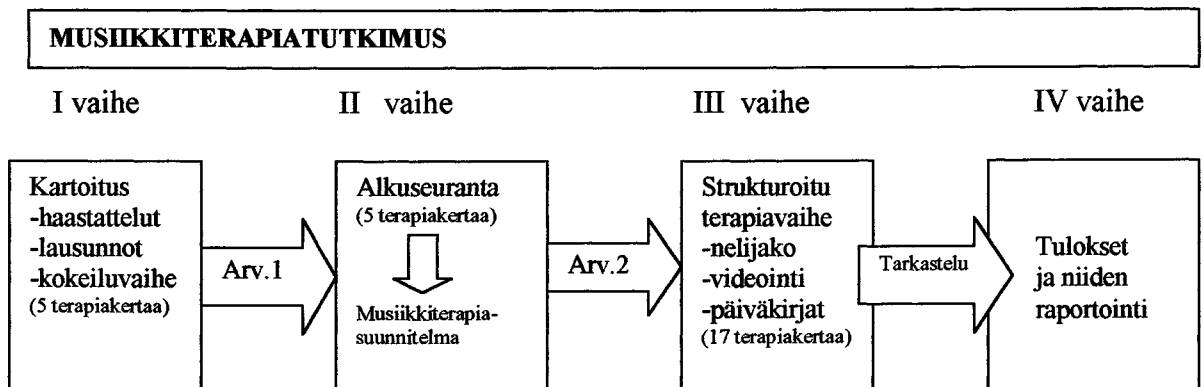 MUSIIKKITERAPIATUTKIMUS
I vaihe
II vaihe
III vaihe
IV vaihe
Kartoitus
-haastattelut
-lausunnot
-kokeiluvaihe
(5 terapiakertaa)
Arv.1
Alkuseuranta
(5 terapiakertaa)
Musiikkiterapia-
suunnitelma
Arv.2
Strukturoitu
terapiavaihe
-nelijako
-videointi
-päiväkirjat
(17 terapiakertaa)
Tarkastelu
Tulokset
ja niiden
raportointi